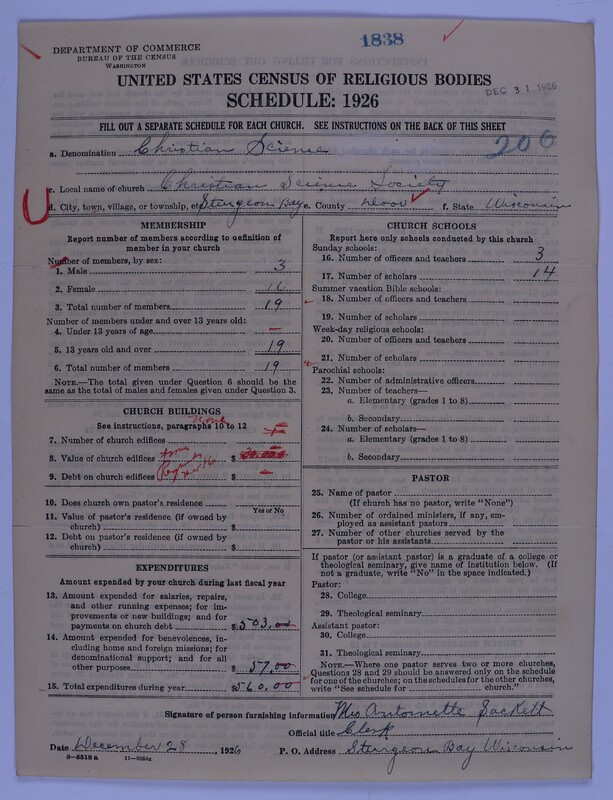 1838
DEPARTMENT OF COMMERCE
BUREAU OF THE CENSUS
WASHINGTON
UNITED STATES CENSUS OF RELIGIOUS BODIES
SCHEDULE: 1926
DEC 31 1926
FILL OUT A SEPARATE SCHEDULE FOR EACH CHURCH. SEE INSTRUCTIONS ON THE BACK OF THIS SHEET
206
a. Denomination Christian Science
c. Local name of church Christian Science Society
d. City, town, village, or township, etc. Sturgeon Bay e. County Door f. State Wisconsin
MEMBERSHIP
Report number of members according to definition of
member in your church
Number of members, by sex:
1. Male 3
2. Female 16
3. Total number of members 19
Number of members under and over 13 years old:
4. Under 13 years of age —
5. 13 years old and over 19
6. Total number of members 19
NOTE.—The total given under Question 6 should be the
same as the total of males and females given under Question 3.
CHURCH BUILDINGS
See instructions, paragraphs 10 to 12
7. Number of church edifices
8. Value of church edifices $
9. Debt on church edifices $
10. Does church own pastor's residence
Yes or No
11. Value of pastor's residence (if owned by
church) $
12. Debt on pastor's residence (if owned by
church) $
EXPENDITURES
Amount expended by your church during last fiscal year
13. Amount expended for salaries, repairs,
and other running expenses; for im-
provements or new buildings; and for
payments on church debt $503.00
14. Amount expended for benevolences, in-
cluding home and foreign missions; for
denominational support; and for all
other purposes $57.00
15. Total expenditures during year $560.00
CHURCH SCHOOLS
Report here only schools conducted by this church
Sunday schools:
16. Number of officers and teachers 3
17. Number of scholars 14
Summer vacation Bible schools:
18. Number of officers and teachers
19. Number of scholars
Week-day religious schools:
20. Number of officers and teachers
21. Number of scholars
Parochial schools:
22. Number of administrative officers
23. Number of teachers—
a. Elementary (grades 1 to 8)
b. Secondary
24. Number of scholars—
a. Elementary (grades 1 to 8)
b. Secondary
PASTOR
25. Name of pastor
(If church has no pastor, write "None")
26. Number of ordained ministers, if any, em-
ployed as assistant pastors
27. Number of other churches served by the
pastor or his assistants
If pastor (or assistant pastor) is a graduate of a college or
theological seminary, give name of institution below. (If
not a graduate, write "No" in the space indicated.)
Pastor:
28. College
29. Theological seminary
Assistant pastor:
30. College
31. Theological seminary
NOTE.—Where one pastor serves two or more churches,
Questions 28 and 29 should be answered only on the schedule
for one of the churches; on the schedules for the other churches,
write "See schedule for church."
Signature of person furnishing information Mrs Antoinette Sackett
Official title Clerk
Date December 28, 1926 P. O. Address Sturgeon Bay Wisconsin
8-5518 a 11-9554